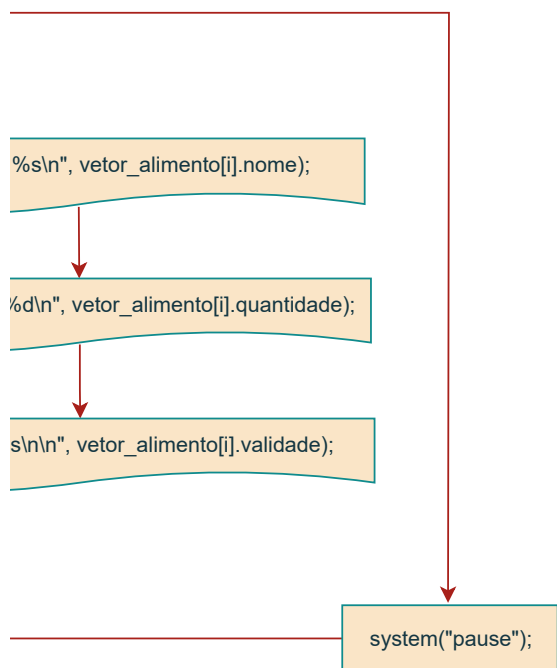 %s\n", vetor_alimento[i].nome);
%d\n", vetor_alimento[i].quantidade);
s\n\n", vetor_alimento[i].validade);
system("pause");